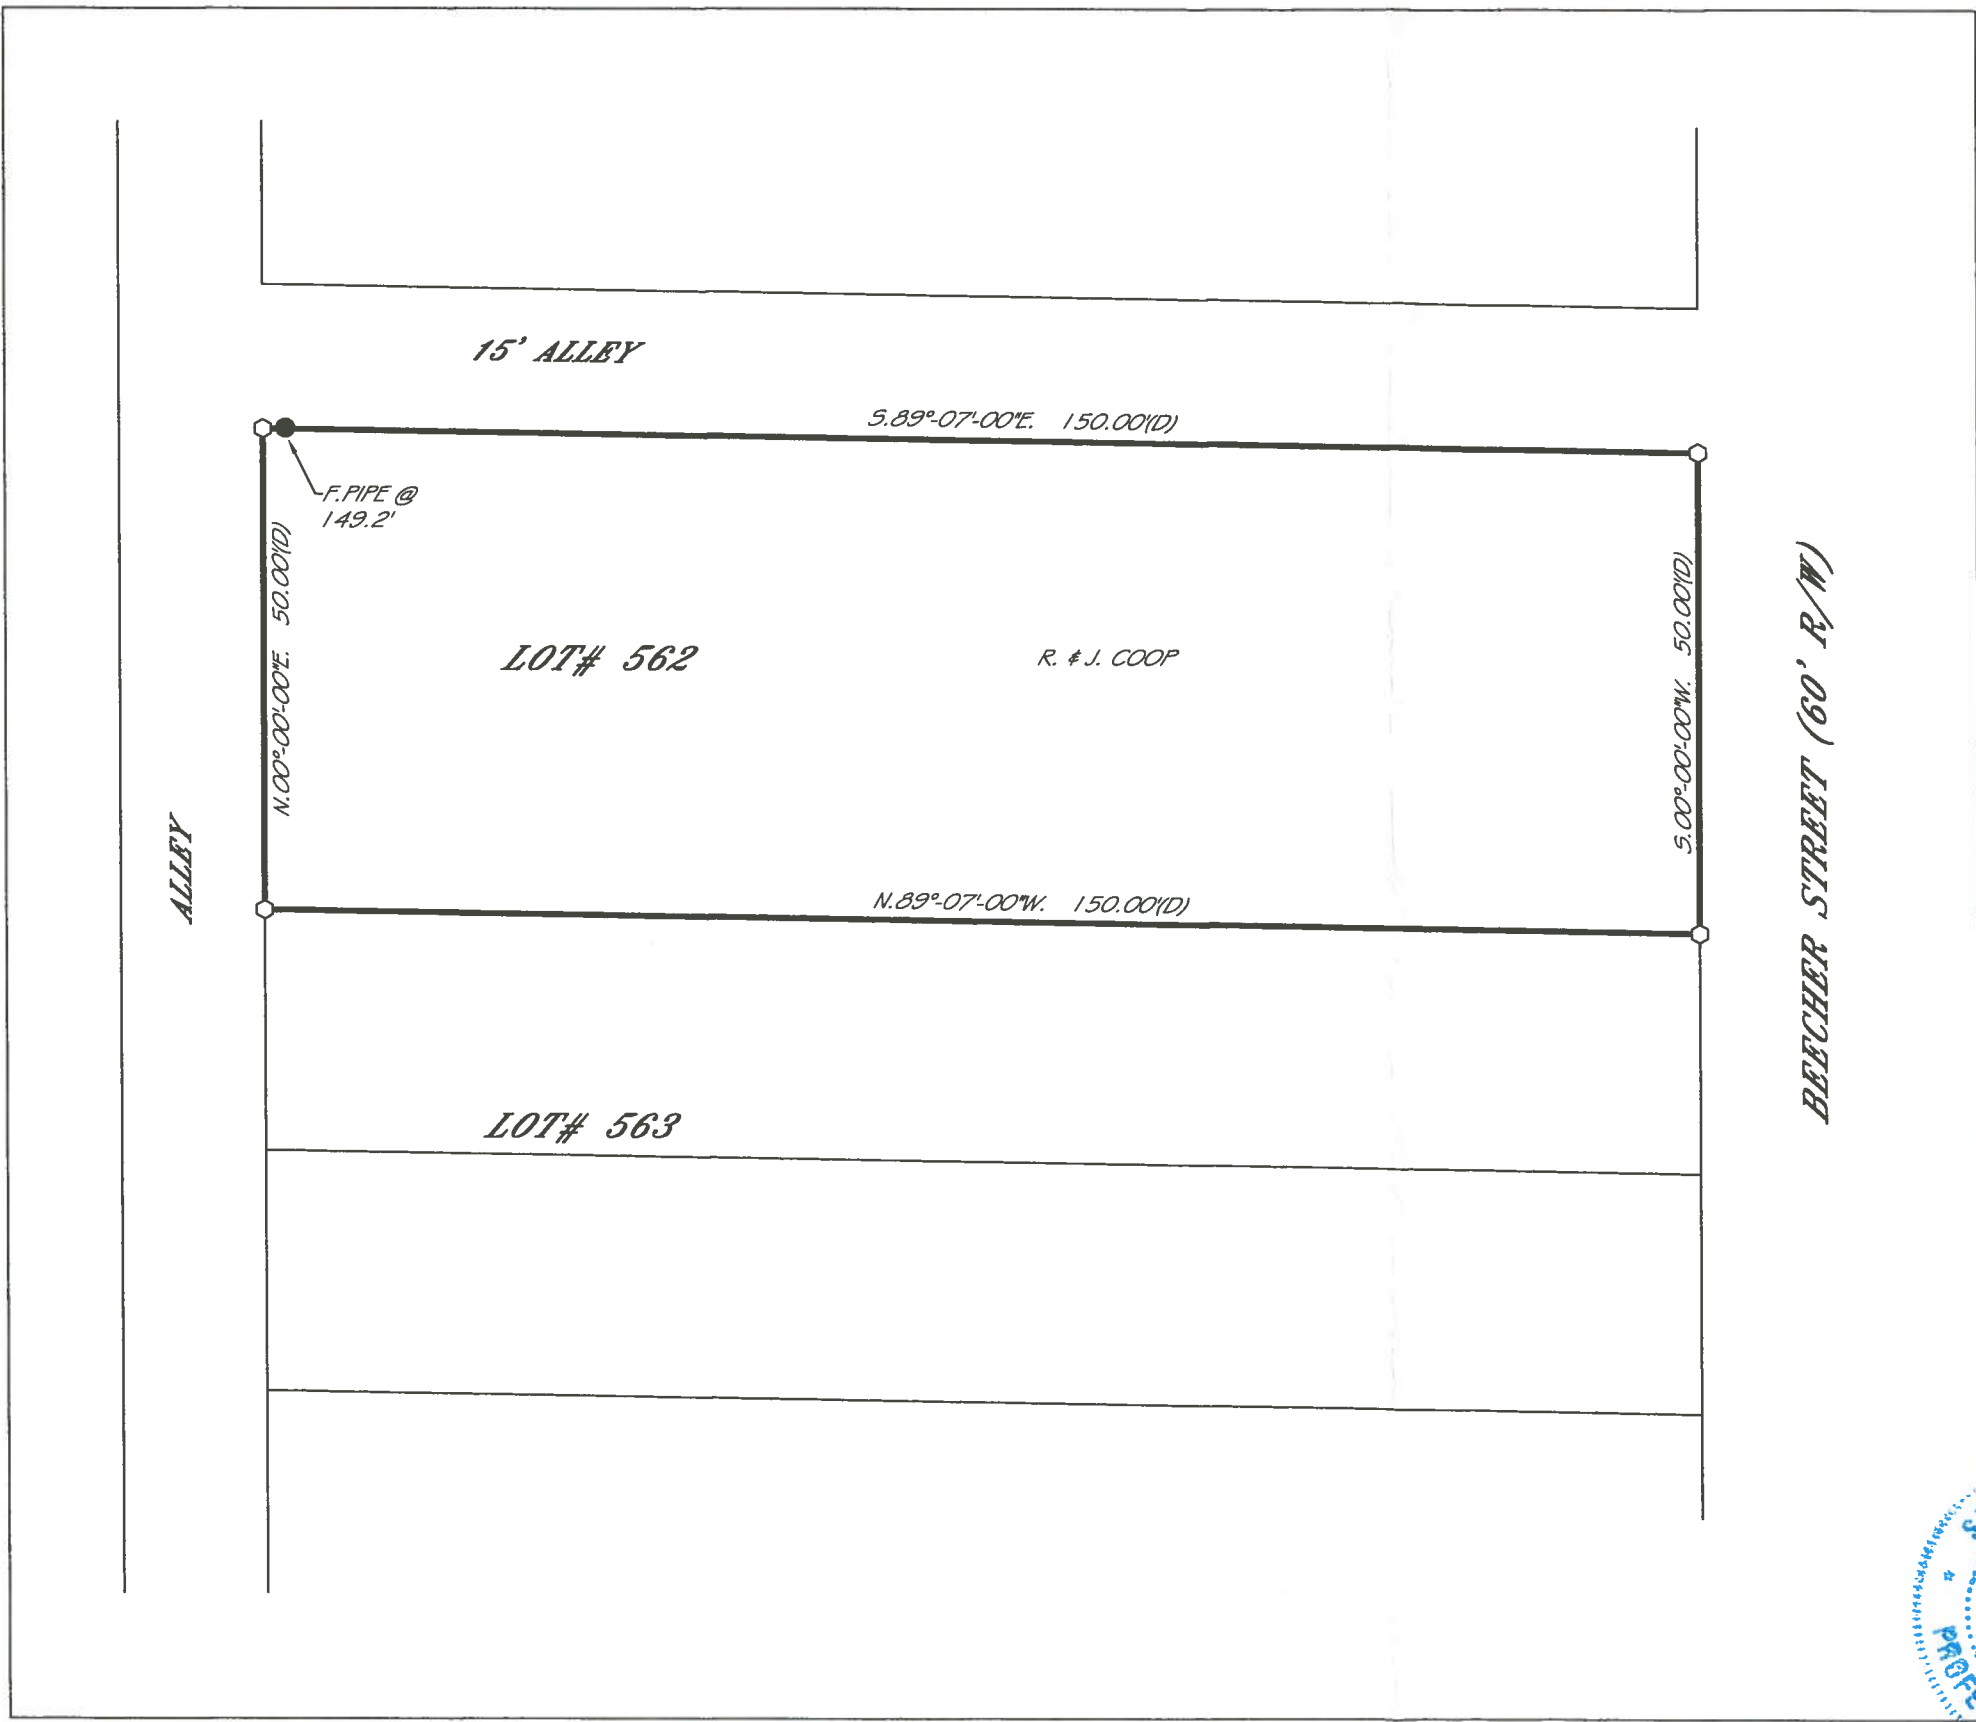 15' ALLEY
S.89°-07'-00"E. 150.00'(D)
F.PIPE @
149.2'
N.00°-00'-00"E. 50.00'(D)
LOT# 562
R. & J. COOP
S.00°-00'-00"W. 50.00'(D)
BEECHER STREET (60' R/W)
ALLEY
N.89°-07'-00"W. 150.00'(D)
LOT# 563